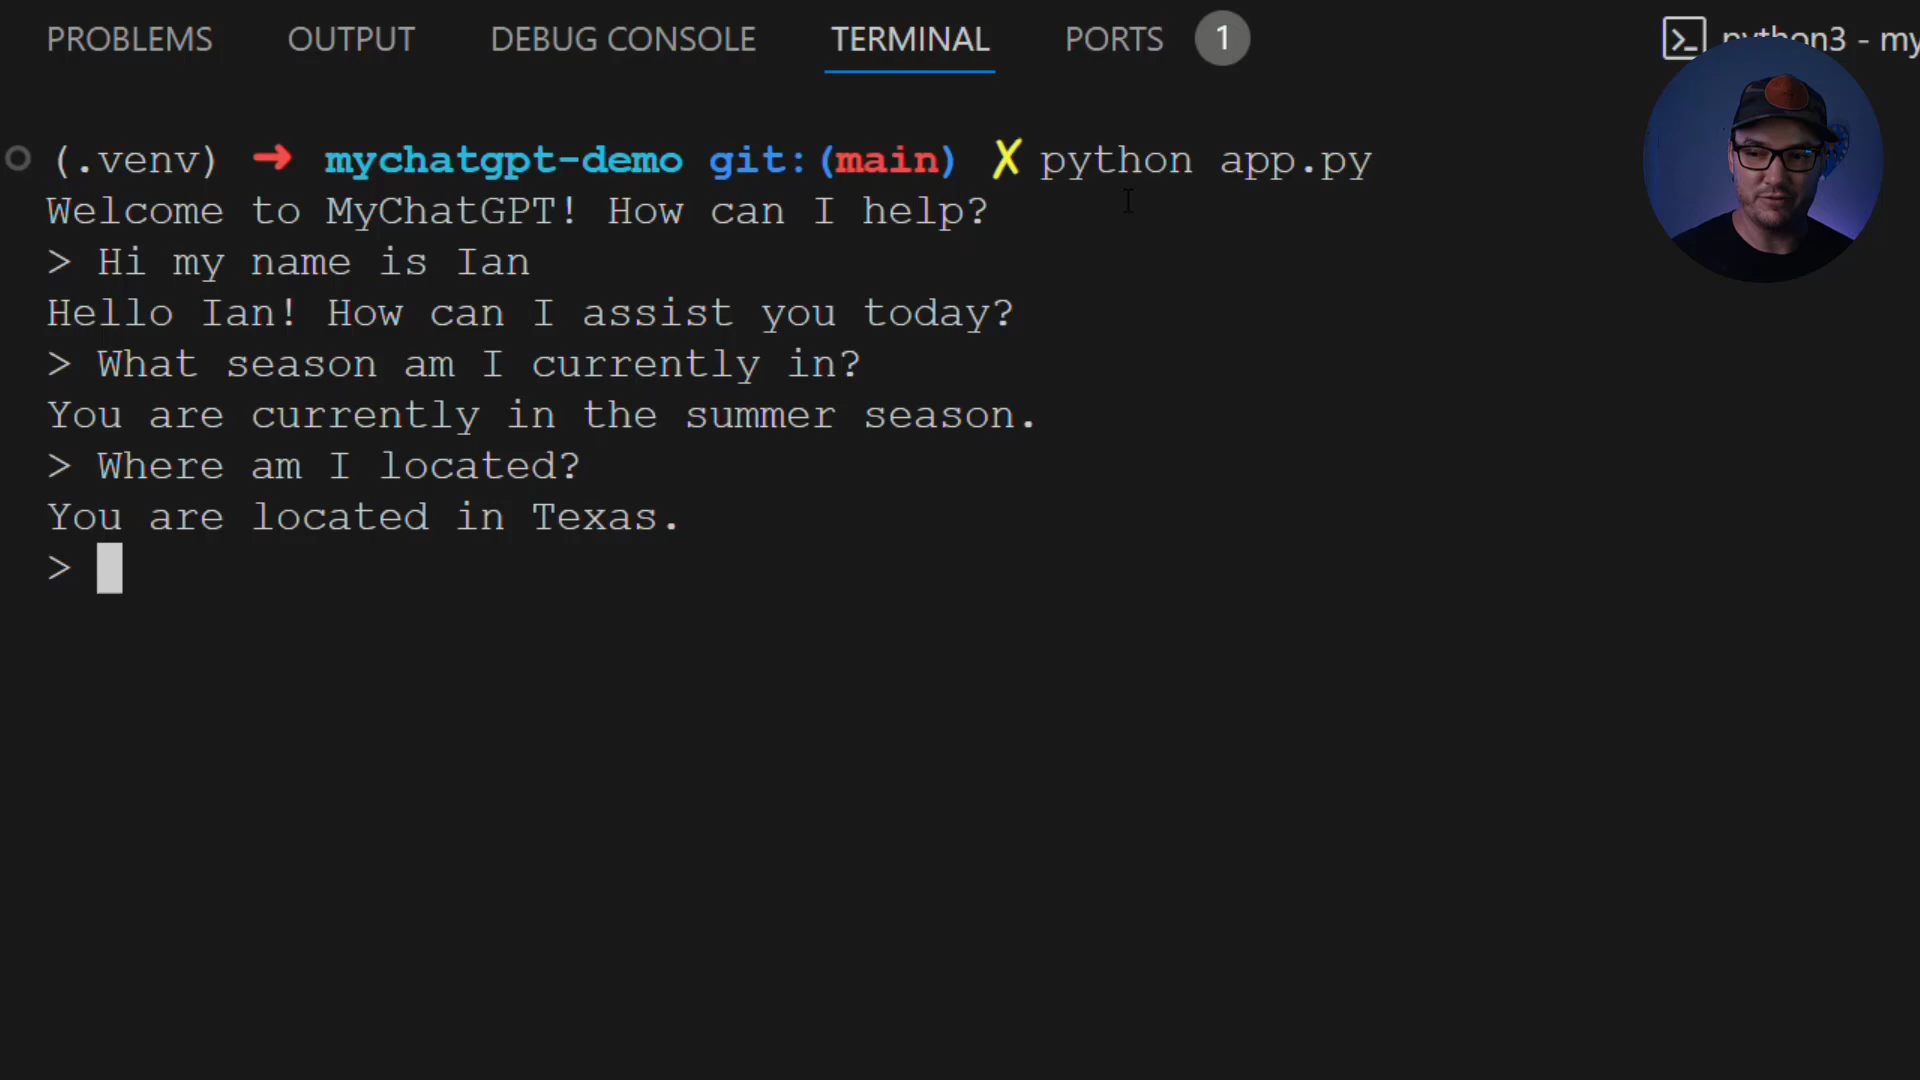 PROBLEMS OUTPUT DEBUG CONSOLE TERMINAL PORTS 1 python3 - my
(.venv) ➜ mychatgpt-demo git:(main) ✗ python app.py
Welcome to MyChatGPT! How can I help?
> Hi my name is Ian
Hello Ian! How can I assist you today?
> What season am I currently in?
You are currently in the summer season.
> Where am I located?
You are located in Texas.
>